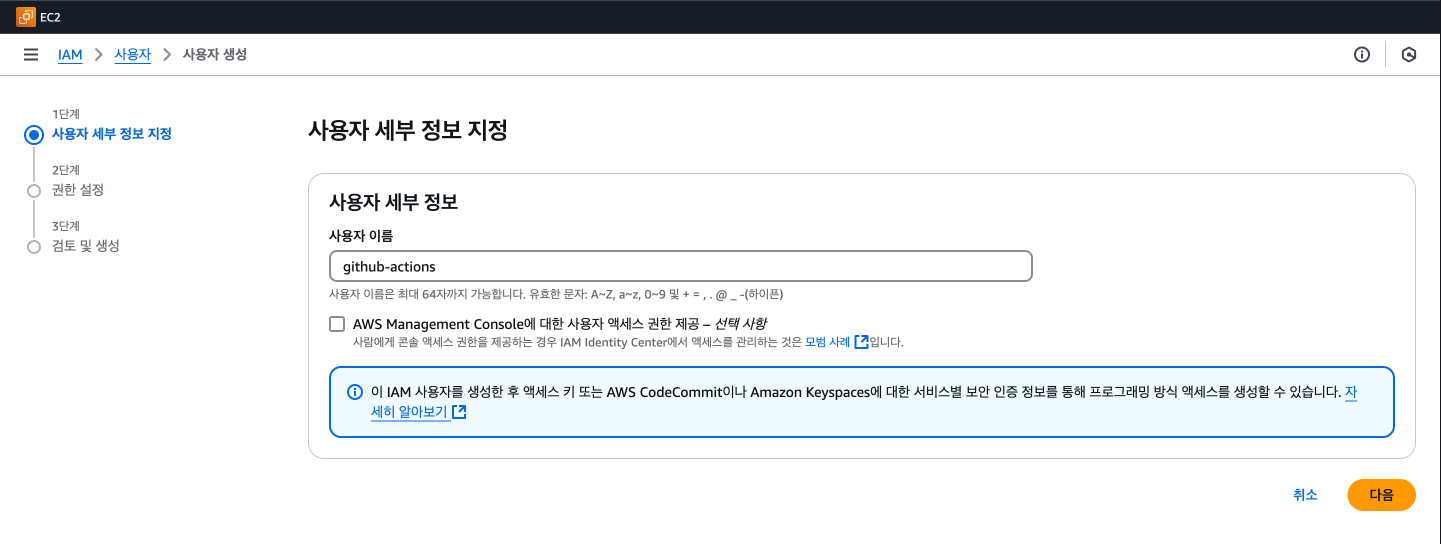 EC2
IAM > 사용자 > 사용자 생성
1단계
사용자 세부 정보 지정
2단계
권한 설정
3단계
검토 및 생성
사용자 세부 정보 지정
사용자 세부 정보
사용자 이름
github-actions
사용자 이름은 최대 64자까지 가능합니다. 유효한 문자: A~Z, a~z, 0~9 및 + = , . @ _ -(하이픈)
AWS Management Console에 대한 사용자 액세스 권한 제공 – 선택 사항
사람에게 콘솔 액세스 권한을 제공하는 경우 IAM Identity Center에서 액세스를 관리하는 것은 모범 사례입니다.
이 IAM 사용자를 생성한 후 액세스 키 또는 AWS CodeCommit이나 Amazon Keyspaces에 대한 서비스별 보안 인증 정보를 통해 프로그래밍 방식 액세스를 생성할 수 있습니다. 자
세히 알아보기
취소
다음